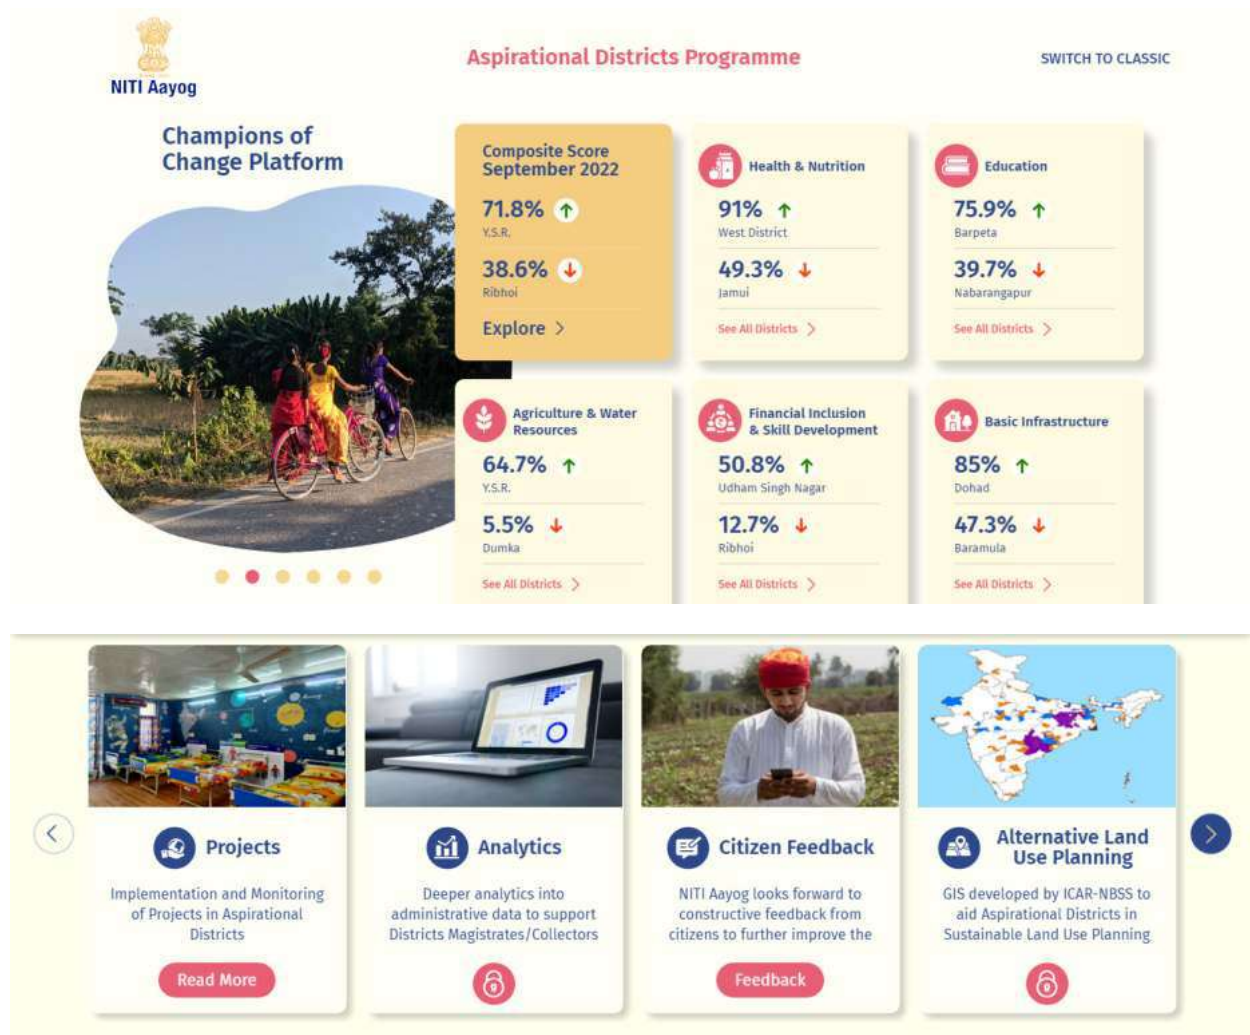 NITI Aayog
Aspirational Districts Programme
SWITCH TO CLASSIC
Champions of
Change Platform
Composite Score
September 2022
71.8%
Y.S.R.
38.6%
Ribhoi
Explore >
Health & Nutrition
91%
West District
49.3%
Jamui
See All Districts >
Education
75.9%
Barpeta
39.7%
Nabarangapur
See All Districts >
Agriculture & Water
Resources
64.7%
Y.S.R.
5.5%
Dumka
See All Districts >
Financial Inclusion
& Skill Development
50.8%
Udham Singh Nagar
12.7%
Ribhoi
See All Districts >
Basic Infrastructure
85%
Dohad
47.3%
Baramula
See All Districts >
Projects
Implementation and Monitoring
of Projects in Aspirational
Districts
Read More
Analytics
Deeper analytics into
administrative data to support
Districts Magistrates/Collectors
Citizen Feedback
NITI Aayog looks forward to
constructive feedback from
citizens to further improve the
Feedback
Alternative Land
Use Planning
GIS developed by ICAR-NBSS to
aid Aspirational Districts in
Sustainable Land Use Planning